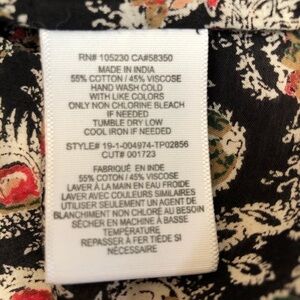 RN# 105230 CA#58350
MADE IN INDIA
55% COTTON / 45% VISCOSE
HAND WASH COLD
WITH LIKE COLORS
ONLY NON CHLORINE BLEACH
IF NEEDED
TUMBLE DRY LOW
COOL IRON IF NEEDED
STYLE# 19-1-004974-TP02856
CUT# 001723
FABRIQUÉ EN INDE
55% COTON / 45% VISCOSE
LAVER À LA MAIN EN EAU FROIDE
LAVER AVEC COULEURS SIMILAIRES
UTILISER SEULEMENT UN AGENT DE
BLANCHIMENT NON CHLORÉ AU BESOIN
SÉCHER EN MACHINE À BASSE
TEMPÉRATURE
REPASSER À FER TIÈDE SI
NÉCESSAIRE